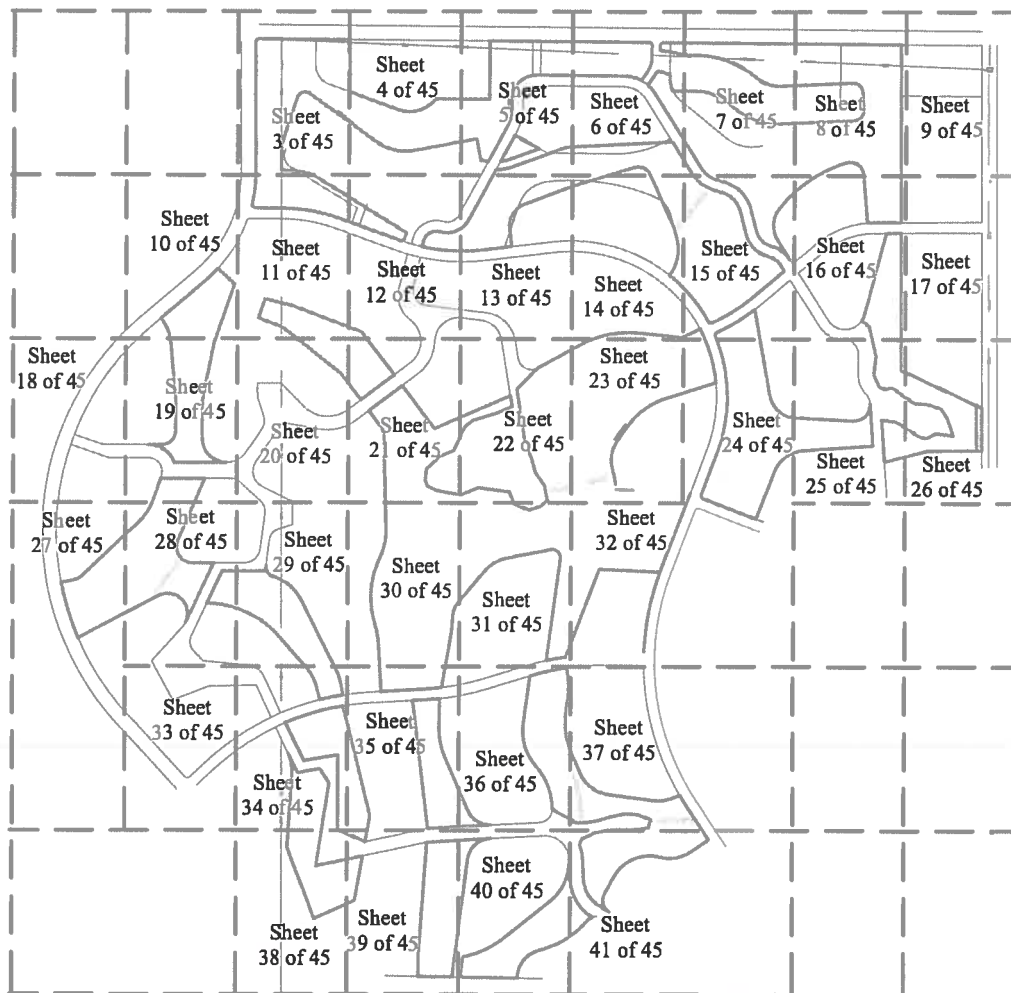 Sheet
3 of 45
Sheet
4 of 45
Sheet
5 of 45
Sheet
6 of 45
Sheet
7 of 45
Sheet
8 of 45
Sheet
9 of 45
Sheet
10 of 45
Sheet
11 of 45
Sheet
12 of 45
Sheet
13 of 45
Sheet
14 of 45
Sheet
15 of 45
Sheet
16 of 45
Sheet
17 of 45
Sheet
18 of 45
Sheet
19 of 45
Sheet
20 of 45
Sheet
21 of 45
Sheet
22 of 45
Sheet
23 of 45
Sheet
24 of 45
Sheet
25 of 45
Sheet
26 of 45
Sheet
27 of 45
Sheet
28 of 45
Sheet
29 of 45
Sheet
30 of 45
Sheet
31 of 45
Sheet
32 of 45
Sheet
33 of 45
Sheet
34 of 45
Sheet
35 of 45
Sheet
36 of 45
Sheet
37 of 45
Sheet
38 of 45
Sheet
39 of 45
Sheet
40 of 45
Sheet
41 of 45